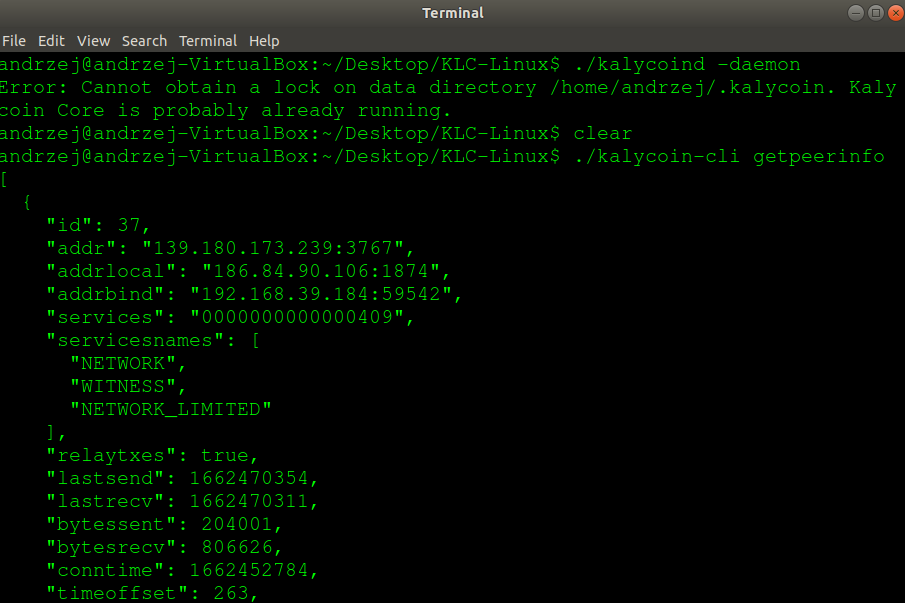 Terminal
File Edit View Search Terminal Help
andrzej@andrzej-VirtualBox:~/Desktop/KLC-Linux$ ./kalycoind -daemon
Error: Cannot obtain a lock on data directory /home/andrzej/.kalycoin. Kaly
coin Core is probably already running.
andrzej@andrzej-VirtualBox:~/Desktop/KLC-Linux$ clear
andrzej@andrzej-VirtualBox:~/Desktop/KLC-Linux$ ./kalycoin-cli getpeerinfo
[
  {
    "id": 37,
    "addr": "139.180.173.239:3767",
    "addrlocal": "186.84.90.106:1874",
    "addrbind": "192.168.39.184:59542",
    "services": "0000000000000409",
    "servicesnames": [
      "NETWORK",
      "WITNESS",
      "NETWORK_LIMITED"
    ],
    "relaytxes": true,
    "lastsend": 1662470354,
    "lastrecv": 1662470311,
    "bytessent": 204001,
    "bytesrecv": 806626,
    "conntime": 1662452784,
    "timeoffset": 263,